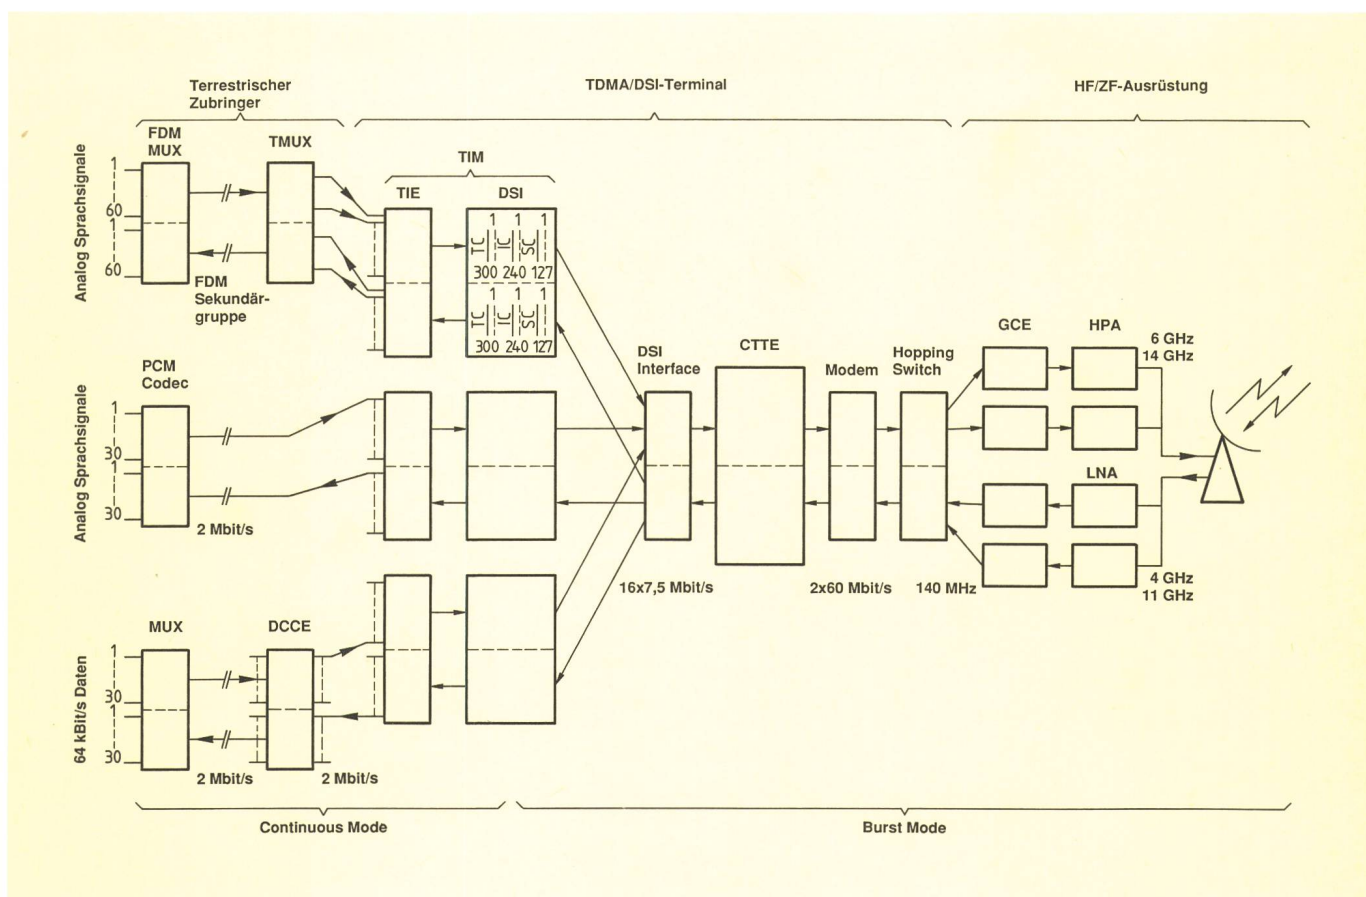 Terrestrischer
Zubringer
TDMA/DSI-Terminal
HF/ZF-Ausrüstung
FDM
MUX
TMUX
TIM
TIE
DSI
Analog Sprachsignale
1
60
1
60
FDM
Sekundär-
gruppe
1 1 1
TC IC SC
300 240 127
1 1 1
TC IC SC
300 240 127
PCM
Codec
Analog Sprachsignale
1
30
1
30
2 Mbit/s
DSI
Interface
CTTE
Modem
Hopping
Switch
GCE
HPA
6 GHz
14 GHz
LNA
4 GHz
11 GHz
16x7,5 Mbit/s
2x60 Mbit/s
140 MHz
MUX
DCCE
64 kBit/s Daten
1
30
1
30
2 Mbit/s
2 Mbit/s
Continuous Mode
Burst Mode